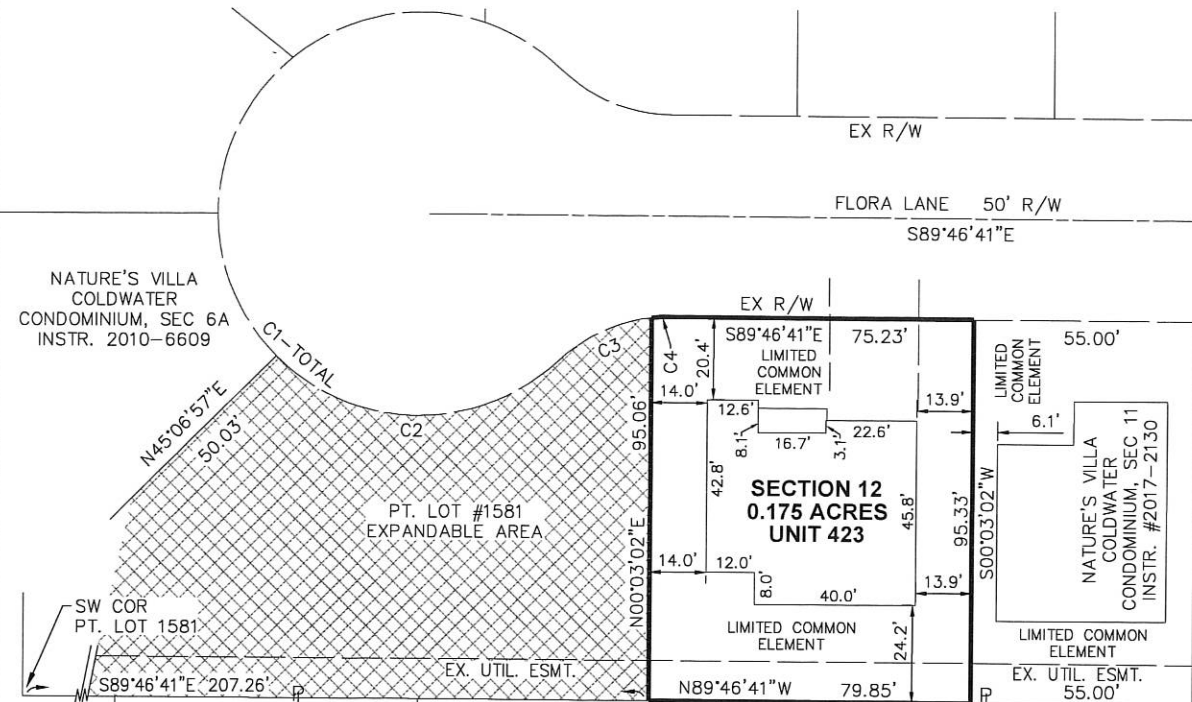 EX R/W
FLORA LANE 50' R/W
S89°46'41"E
NATURE'S VILLA
COLDWATER
CONDOMINIUM, SEC 6A
INSTR. 2010-6609
C1-TOTAL
N45°06'57"E
50.03'
C2
C3
C4
EX R/W
S89°46'41"E 75.23'
LIMITED
COMMON
ELEMENT
20.4'
14.0'
13.9'
12.6'
8.1'
16.7'
3.1'
22.6'
95.06'
N00°03'02"E
42.8'
SECTION 12
0.175 ACRES
UNIT 423
45.8'
95.33'
S00°03'02"W
14.0'
12.0'
8.0'
40.0'
13.9'
24.2'
LIMITED COMMON
ELEMENT
N89°46'41"W 79.85'
55.00'
LIMITED
COMMON
ELEMENT
6.1'
NATURE'S VILLA
COLDWATER
CONDOMINIUM, SEC 11
INSTR. #2017-2130
LIMITED COMMON
ELEMENT
EX. UTIL. ESMT.
55.00'
PT. LOT #1581
EXPANDABLE AREA
SW COR
PT. LOT 1581
EX. UTIL. ESMT.
S89°46'41"E 207.26'